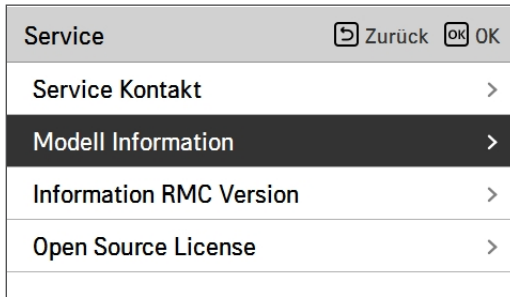 Service Zurück OK OK
Service Kontakt
Modell Information
Information RMC Version
Open Source License